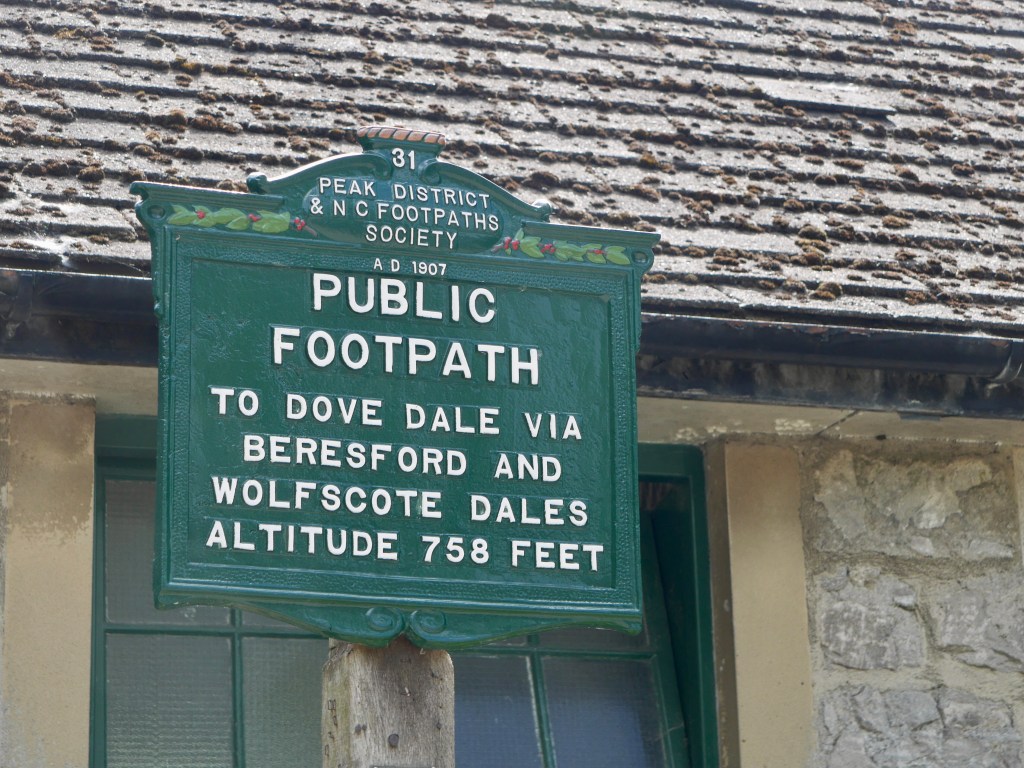 31
PEAK DISTRICT
& N C FOOTPATHS
SOCIETY
A D 1907
PUBLIC
FOOTPATH
TO DOVE DALE VIA
BERESFORD AND
WOLFSCOTE DALES
ALTITUDE 758 FEET